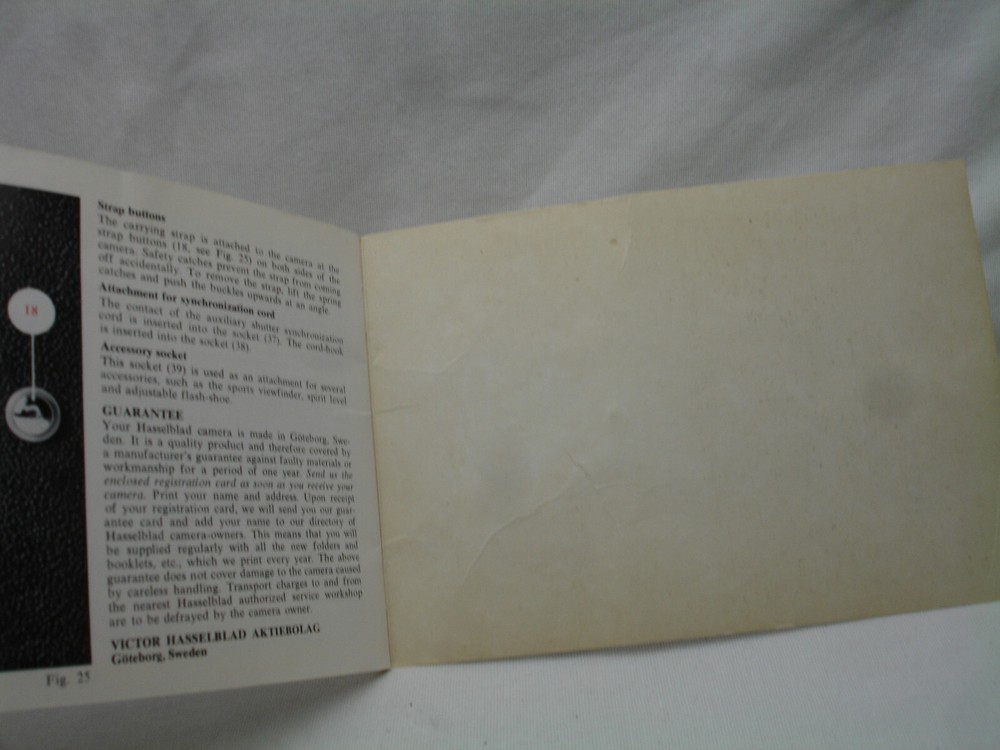 18
Fig. 25
Strap buttons
The carrying strap is attached to the camera at the
strap buttons (18, see Fig. 25) on both sides of the
camera. Safety catches prevent the strap from coming
off accidentally. To remove the strap, lift the spring
catches and push the buckles upwards at an angle.
Attachment for synchronization cord
The contact of the auxiliary shutter synchronization
cord is inserted into the socket (37). The cord-hook
is inserted into the socket (38).
Accessory socket
This socket (39) is used as an attachment for several
accessories, such as the sports viewfinder, spirit level
and adjustable flash-shoe.
GUARANTEE
Your Hasselblad camera is made in Göteborg, Swe-
den. It is a quality product and therefore covered by
a manufacturer's guarantee against faulty materials or
workmanship for a period of one year. Send us the
enclosed registration card as soon as you receive your
camera. Print your name and address. Upon receipt
of your registration card, we will send you our guar-
antee card and add your name to our directory of
Hasselblad camera-owners. This means that you will
be supplied regularly with all the new folders and
booklets, etc., which we print every year. The above
guarantee does not cover damage to the camera caused
by careless handling. Transport charges to and from
the nearest Hasselblad authorized service workshop
are to be defrayed by the camera owner.
VICTOR HASSELBLAD AKTIEBOLAG
Göteborg, Sweden